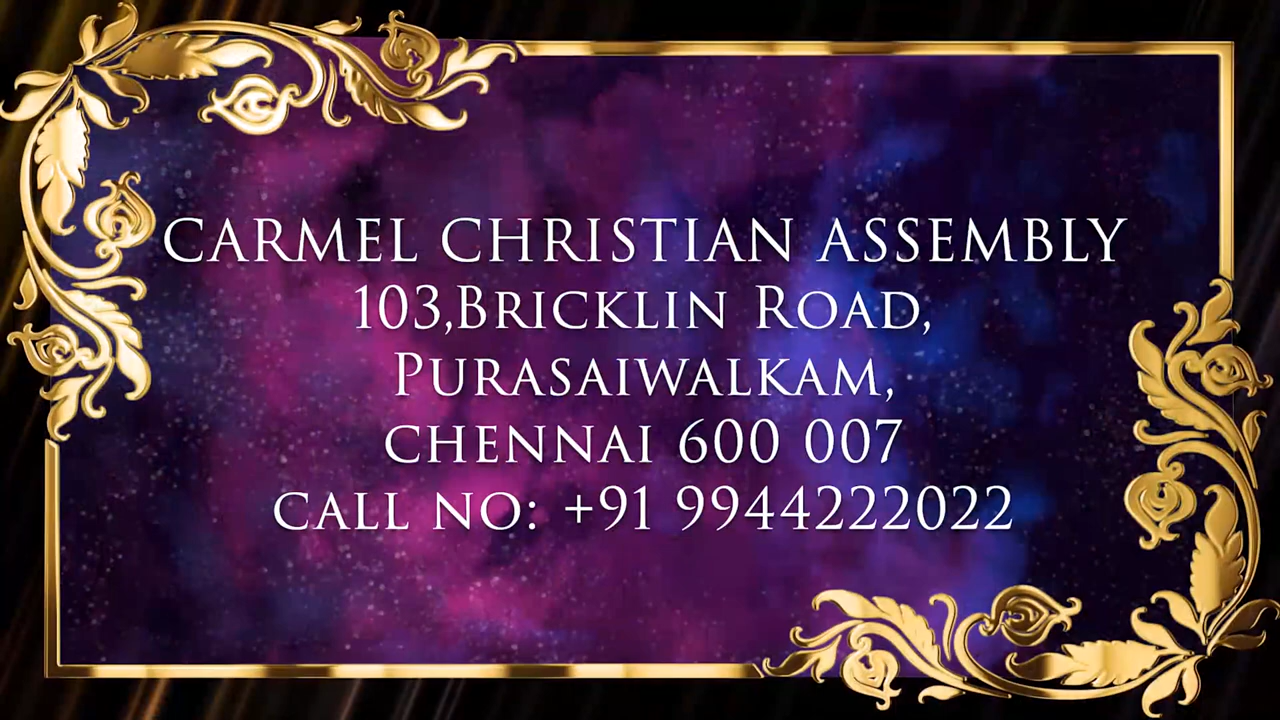 CARMEL CHRISTIAN ASSEMBLY
103,BRICKLIN ROAD,
PURASAIWALKAM,
CHENNAI 600 007
CALL NO: +91 9944222022